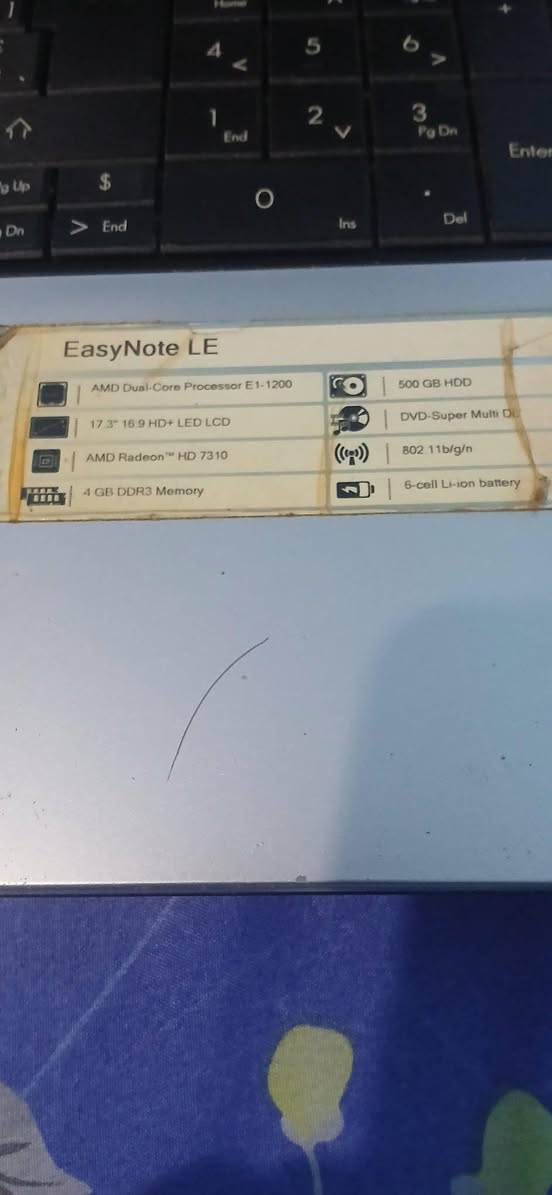 4 <
5
6 >
+
1 End
2
3 Pg Dn
Enter
$
0 Ins
. Del
Dn > End
EasyNote LE
AMD Dual-Core Processor E1-1200
500 GB HDD
17.3" 16:9 HD+ LED LCD
DVD-Super Multi
AMD Radeon™ HD 7310
802.11b/g/n
4 GB DDR3 Memory
6-cell Li-ion battery